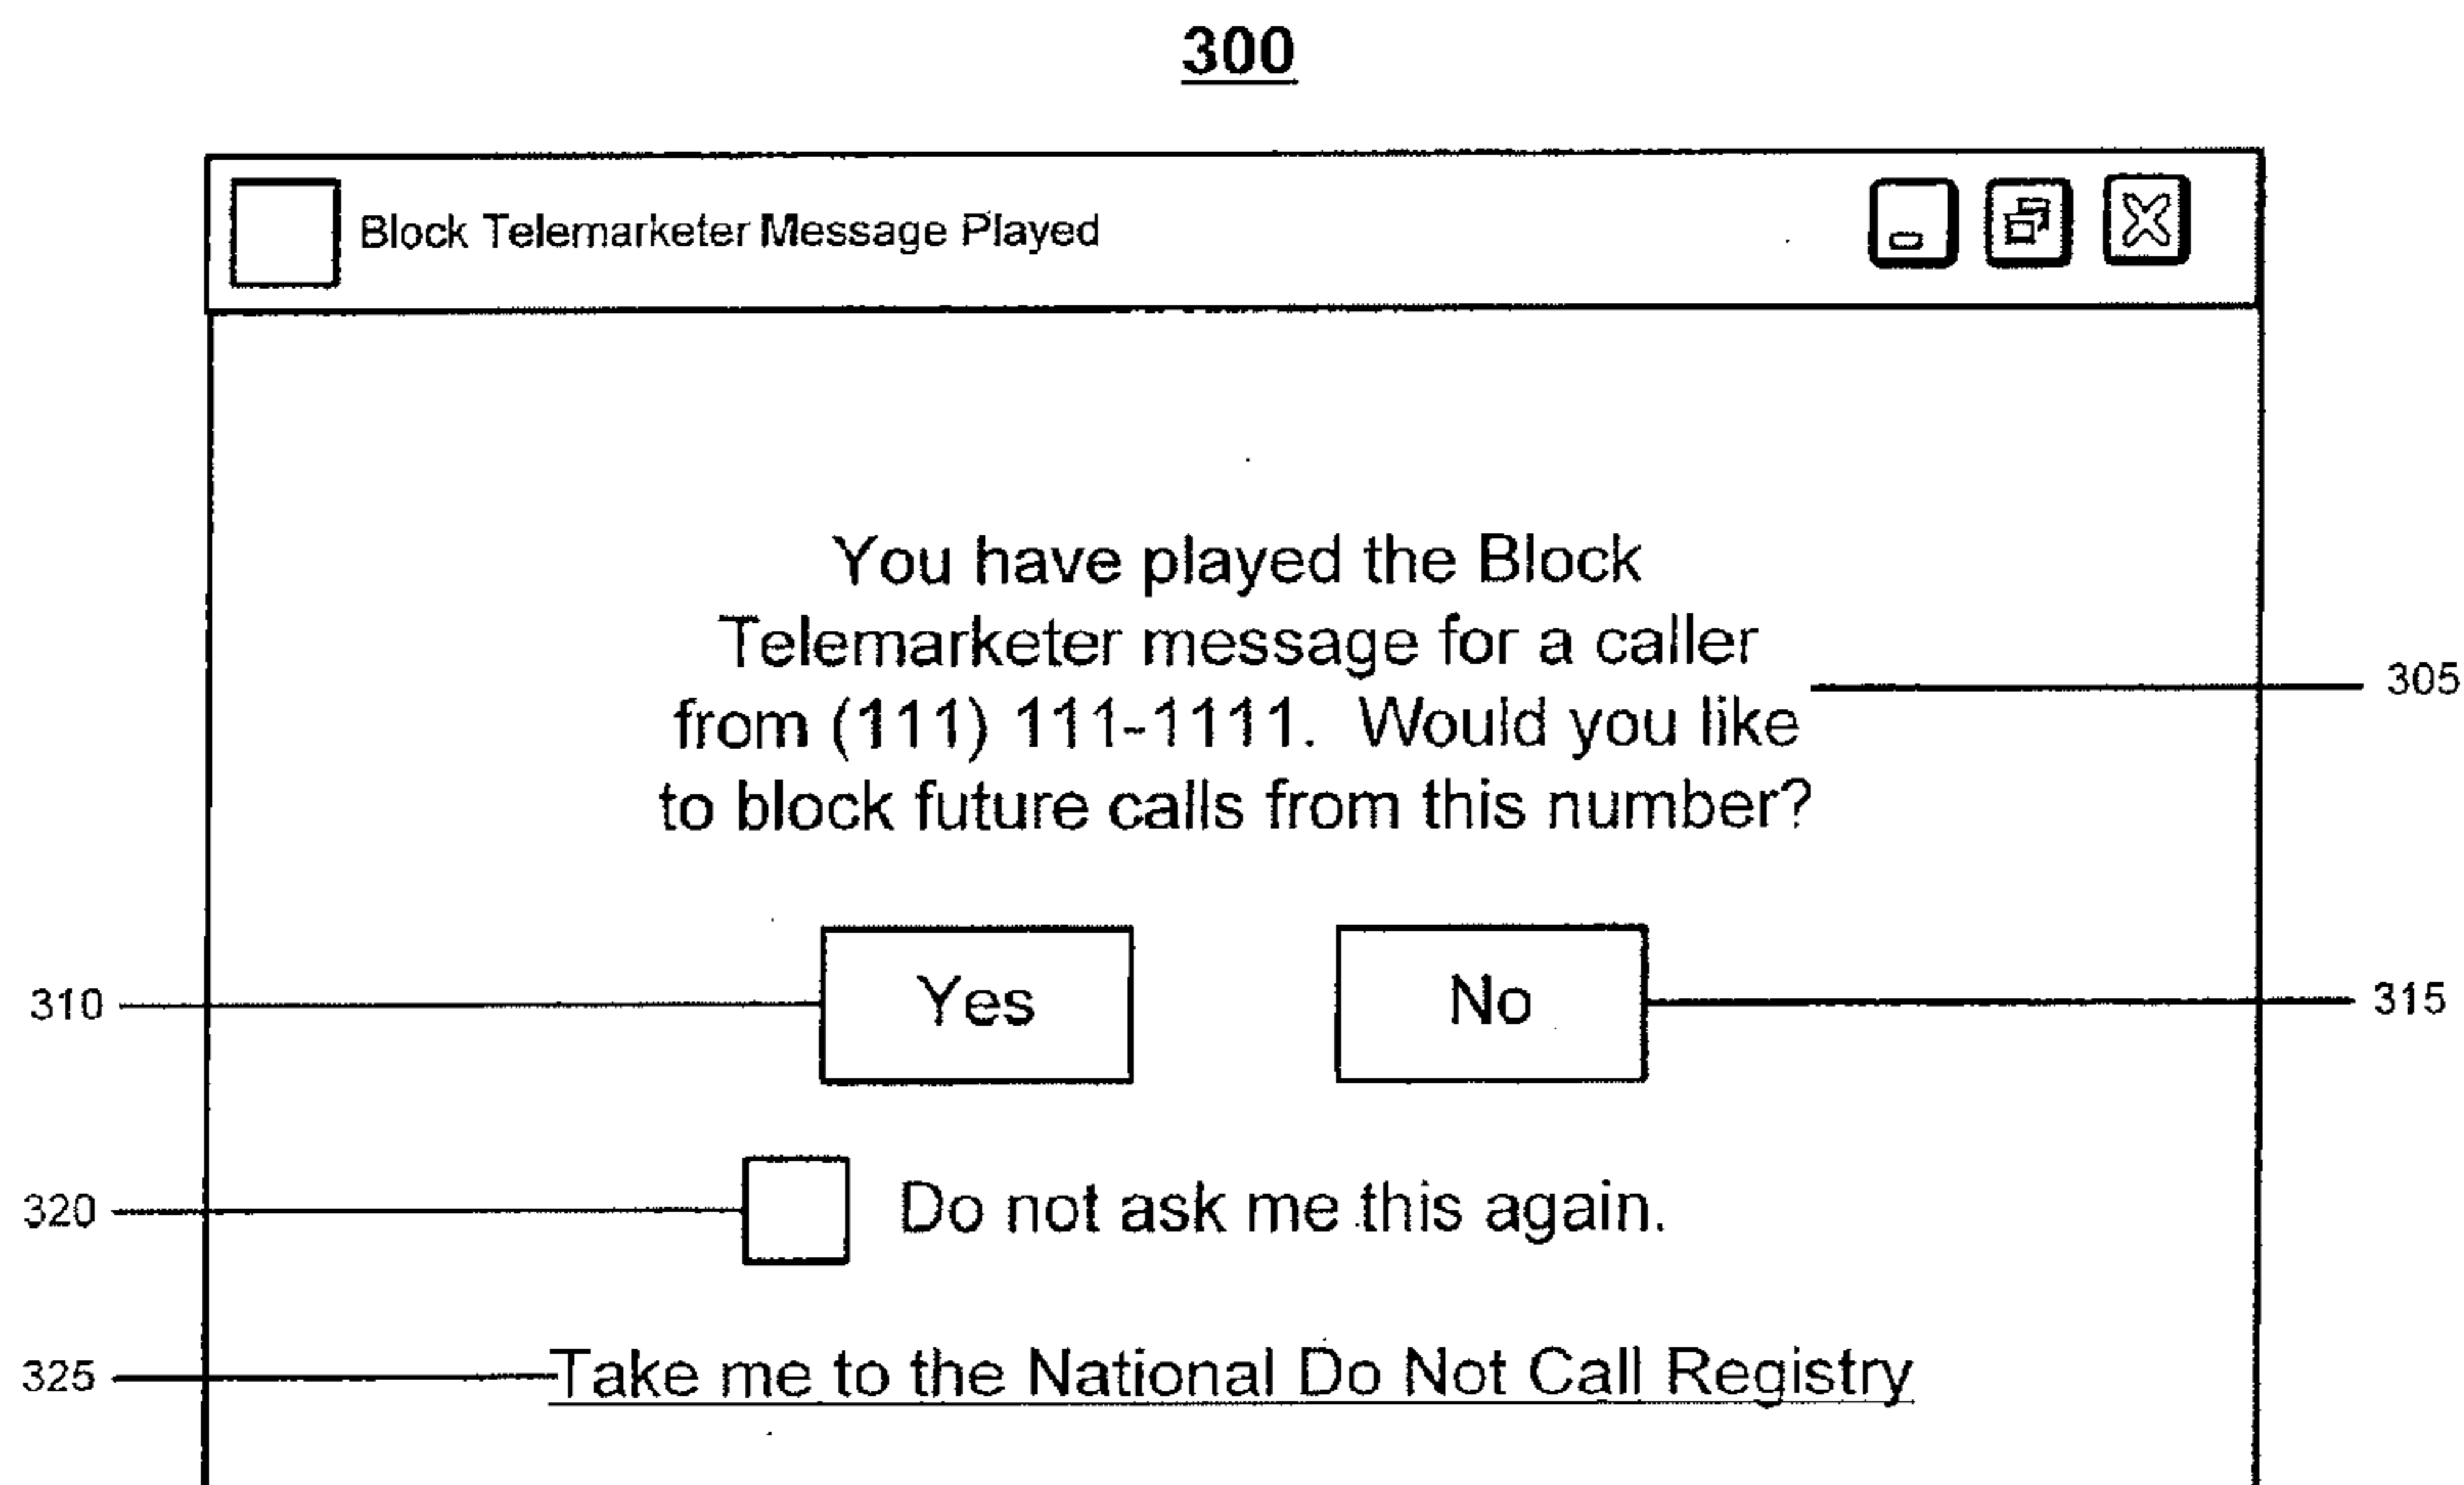 300
Block Telemarketer Message Played
You have played the Block
Telemarketer message for a caller
from (111) 111-1111. Would you like
to block future calls from this number?
305
310
Yes
No
315
320
Do not ask me this again.
325
Take me to the National Do Not Call Registry